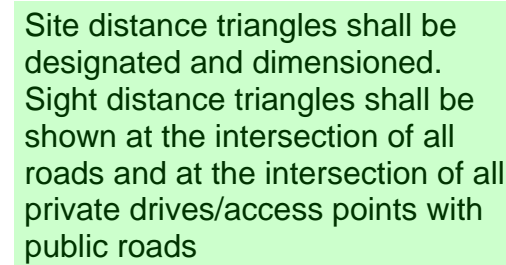 Site distance triangles shall be
designated and dimensioned.
Sight distance triangles shall be
shown at the intersection of all
roads and at the intersection of all
private drives/access points with
public roads